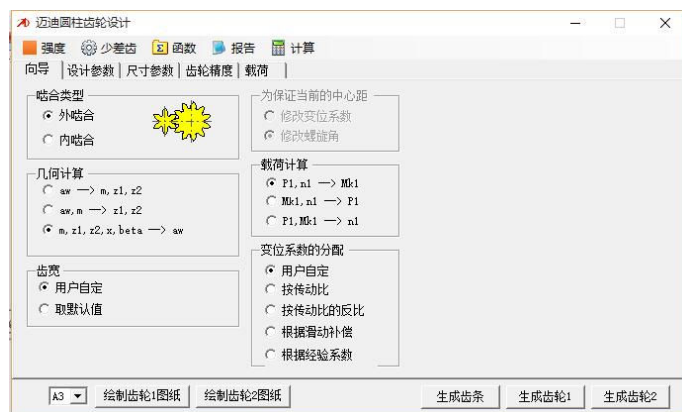 迈迪圆柱齿轮设计
强度 少差齿 Σ 函数 报告 计算
向导 设计参数 尺寸参数 齿轮精度 载荷
啮合类型
外啮合
内啮合
几何计算
aw —> m,z1,z2
aw,m —> z1,z2
m,z1,z2,x,beta —> aw
齿宽
用户自定
取默认值
为保证当前的中心距
修改变位系数
修改螺旋角
载荷计算
P1,n1 —> Mk1
Mk1,n1 —> P1
P1,Mk1 —> n1
变位系数的分配
用户自定
按传动比
按传动比的反比
根据滑动补偿
根据经验系数
A3 绘制齿轮1图纸 绘制齿轮2图纸 生成齿条 生成齿轮1 生成齿轮2